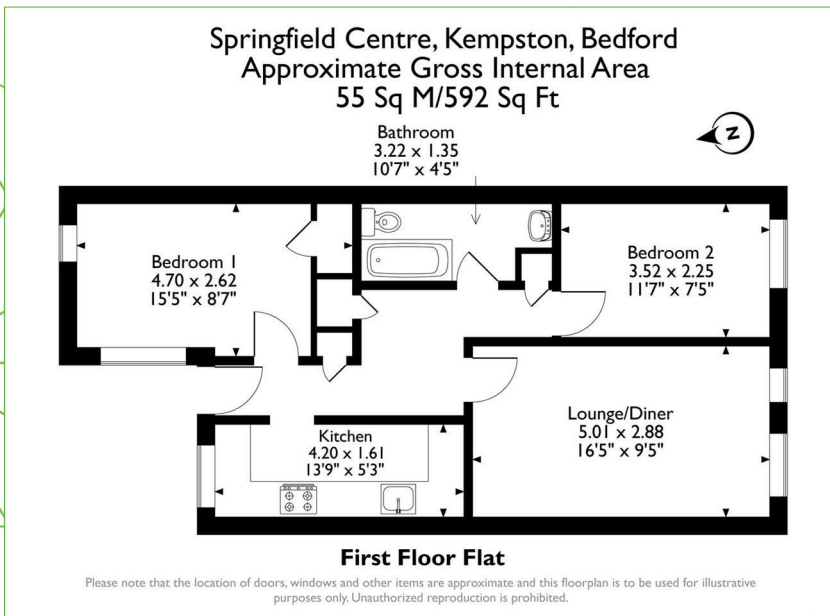 Springfield Centre, Kempston, Bedford
Approximate Gross Internal Area
55 Sq M/592 Sq Ft
Bathroom
3.22 x 1.35
10'7" x 4'5"
N
Bedroom 1
4.70 x 2.62
15'5" x 8'7"
Bedroom 2
3.52 x 2.25
11'7" x 7'5"
Lounge/Diner
5.01 x 2.88
16'5" x 9'5"
Kitchen
4.20 x 1.61
13'9" x 5'3"
First Floor Flat
Please note that the location of doors, windows and other items are approximate and this floorplan is to be used for illustrative
purposes only. Unauthorized reproduction is prohibited.